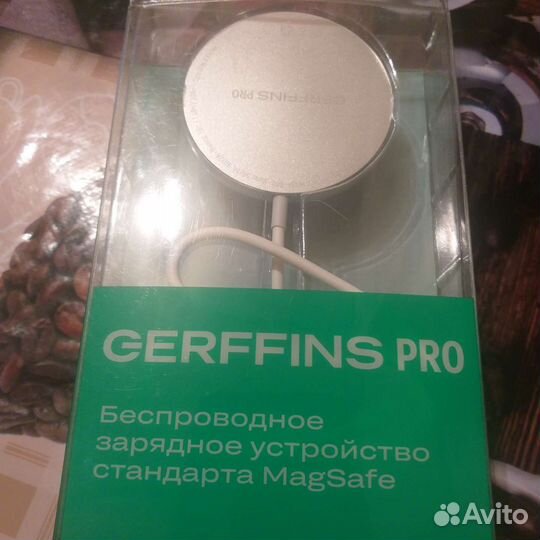 GERFFINS PRO
GERFFINS PRO
Беспроводное
зарядное устройство
стандарта MagSafe
Avito